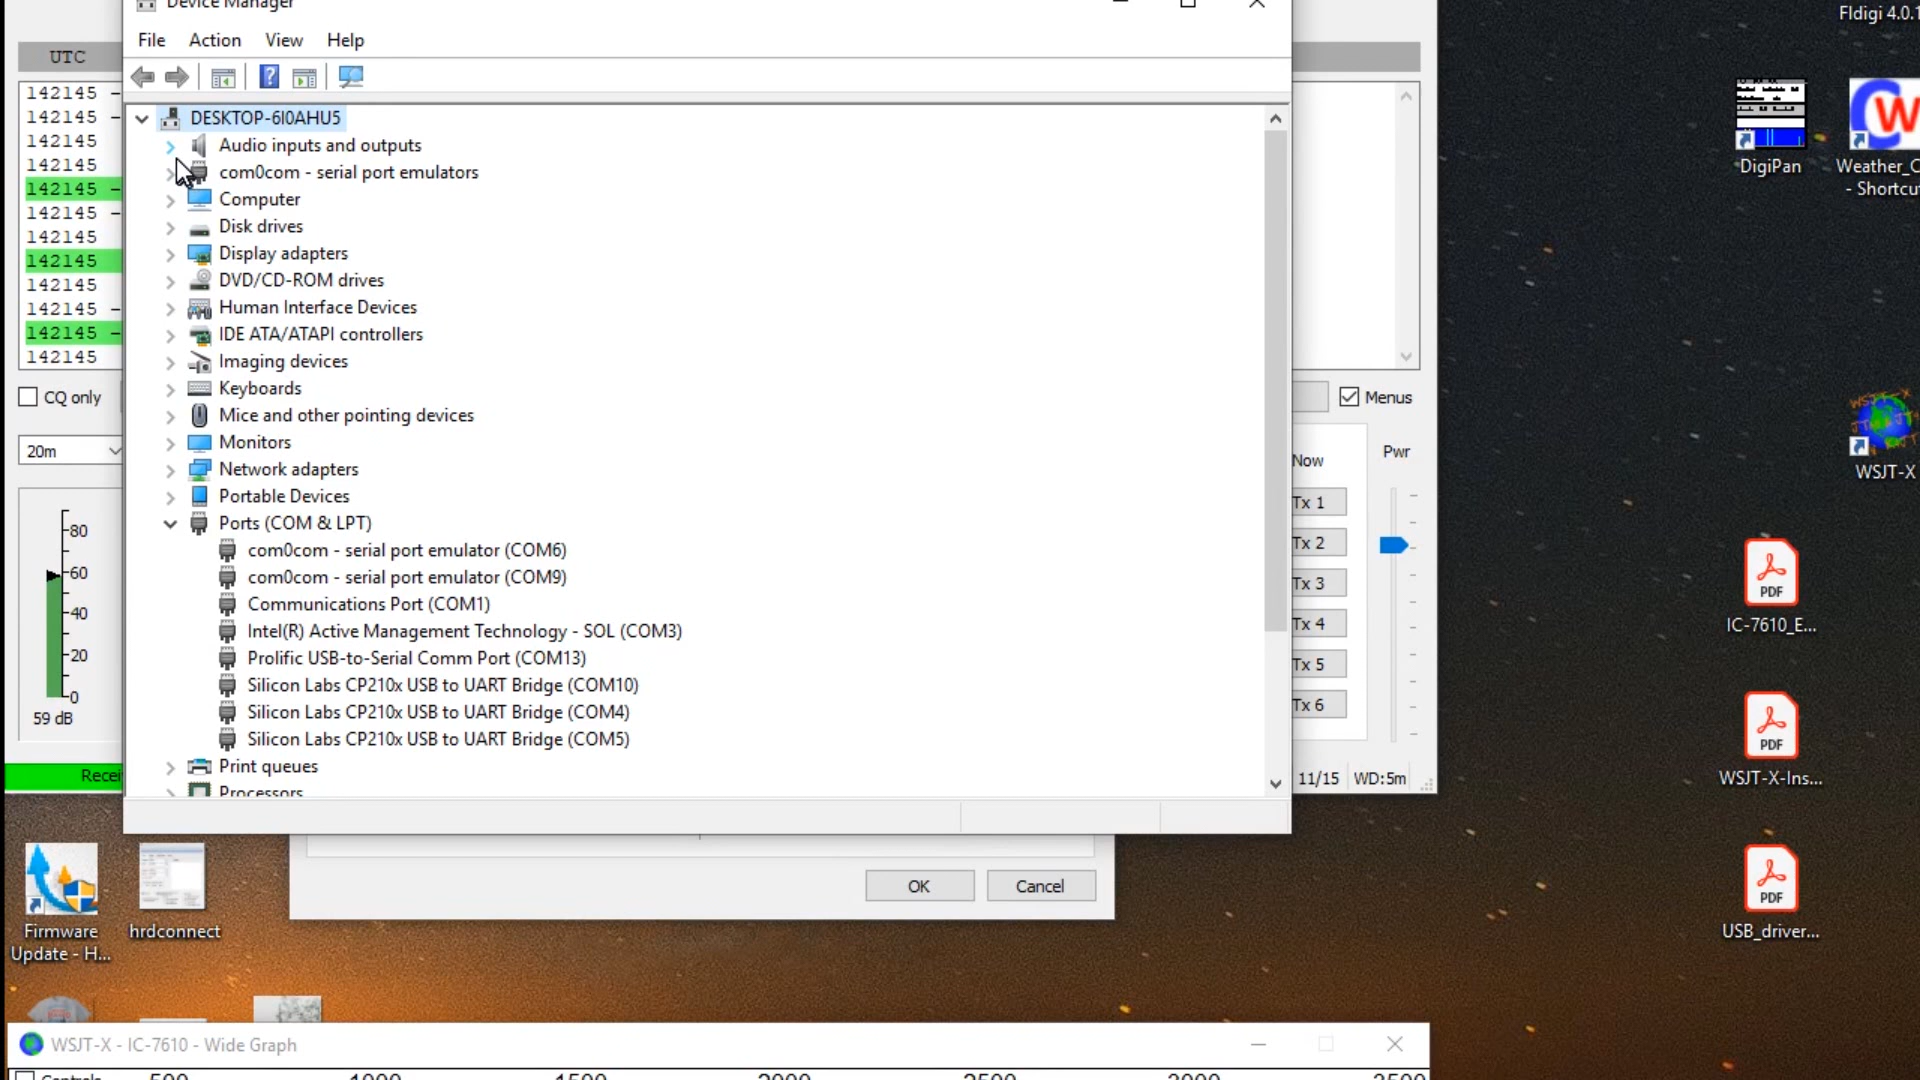 Device Manager
Fldigi 4.0.1
File Action View Help
UTC
142145 -
142145 -
142145 -
142145
142145 -
142145 -
142145
142145
142145
142145 -
142145 -
142145
DESKTOP-6I0AHU5
Audio inputs and outputs
com0com - serial port emulators
Computer
Disk drives
Display adapters
DVD/CD-ROM drives
Human Interface Devices
IDE ATA/ATAPI controllers
Imaging devices
Keyboards
Mice and other pointing devices
Monitors
Network adapters
Portable Devices
Ports (COM & LPT)
com0com - serial port emulator (COM6)
com0com - serial port emulator (COM9)
Communications Port (COM1)
Intel(R) Active Management Technology - SOL (COM3)
Prolific USB-to-Serial Comm Port (COM13)
Silicon Labs CP210x USB to UART Bridge (COM10)
Silicon Labs CP210x USB to UART Bridge (COM4)
Silicon Labs CP210x USB to UART Bridge (COM5)
Print queues
Processors
CQ only
20m
80
60
40
20
0
59 dB
Recei
Menus
Now
Pwr
Tx 1
Tx 2
Tx 3
Tx 4
Tx 5
Tx 6
11/15 WD:5m
OK
Cancel
DigiPan
Weather_C
- Shortcut
WSJT-X
PDF
IC-7610_E...
PDF
WSJT-X-Ins...
PDF
USB_driver...
Firmware
Update - H...
hrdconnect
WSJT-X - IC-7610 - Wide Graph
Controls
500 1000 1500 2000 2500 3000 3500